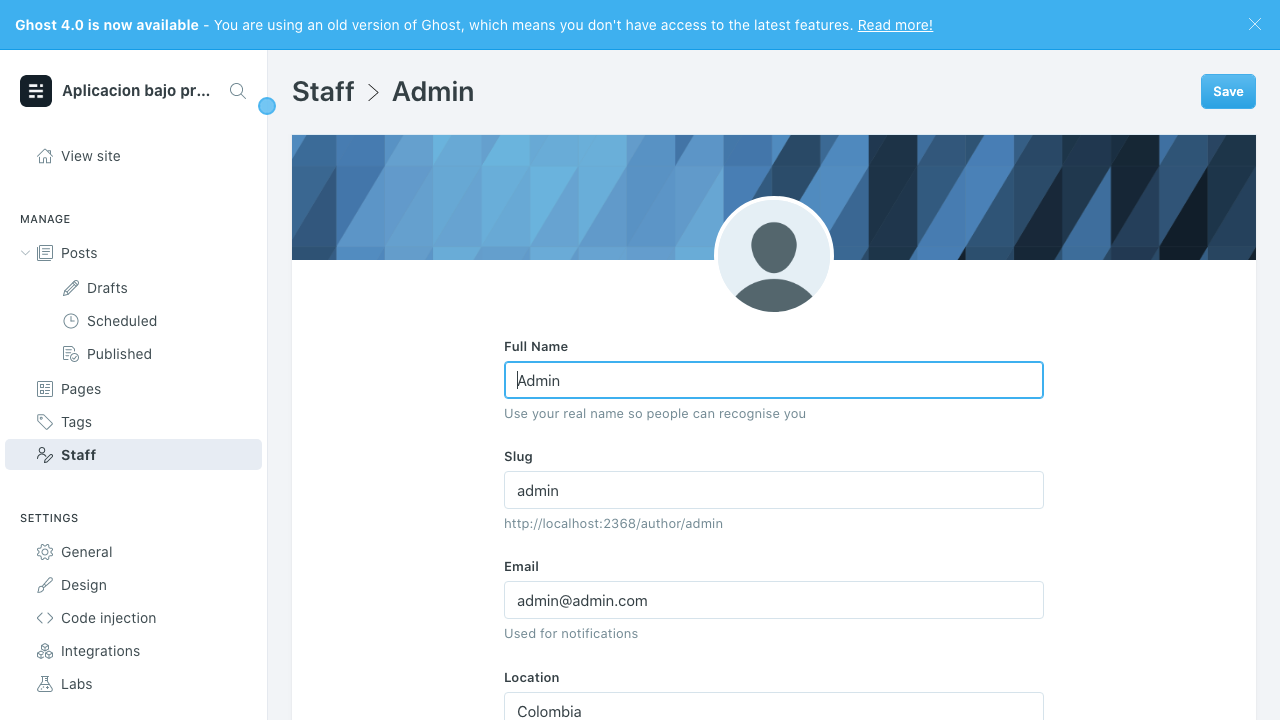 Ghost 4.0 is now available - You are using an old version of Ghost, which means you don't have access to the latest features. Read more!
Aplicacion bajo pr...
View site
MANAGE
Posts
Drafts
Scheduled
Published
Pages
Tags
Staff
SETTINGS
General
Design
Code injection
Integrations
Labs
Staff > Admin
Save
Full Name
Admin
Use your real name so people can recognise you
Slug
admin
http://localhost:2368/author/admin
Email
admin@admin.com
Used for notifications
Location
Colombia